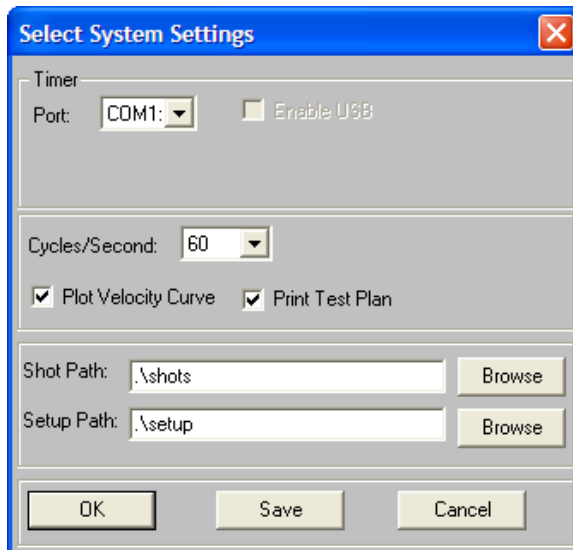 Select System Settings
Timer
Port: COM1: Enable USB
Cycles/Second: 60
Plot Velocity Curve Print Test Plan
Shot Path: .\shots Browse
Setup Path: .\setup Browse
OK Save Cancel